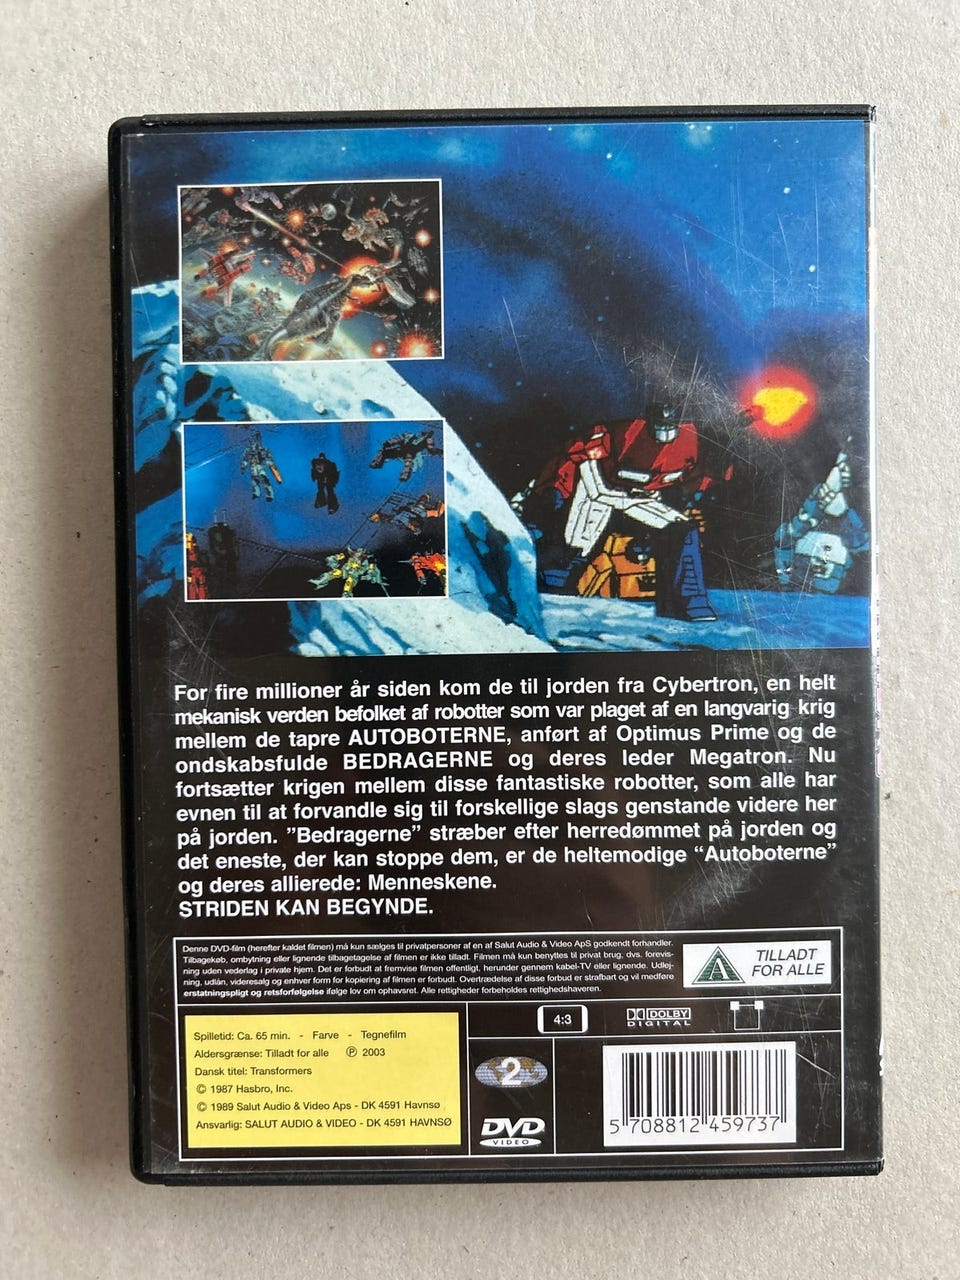 For fire millioner år siden kom de til jorden fra Cybertron, en helt
mekanisk verden befolket af robotter som var plaget af en langvarig krig
mellem de tapre AUTOBOTERNE, anført af Optimus Prime og de
ondskabsfulde BEDRAGERNE og deres leder Megatron. Nu
fortsætter krigen mellem disse fantastiske robotter, som alle har
evnen til at forvandle sig til forskellige slags genstande videre her
på jorden. ”Bedragerne” stræber efter herredømmet på jorden og
det eneste, der kan stoppe dem, er de heltemodige “Autoboterne”
og deres allierede: Menneskene.
STRIDEN KAN BEGYNDE.
Denne DVD-film (herefter kaldet filmen) må kun sælges til privatpersoner af en af Salut Audio & Video ApS godkendt forhandler.
Tilbagekøb, ombytning eller lignende tilbagetagelse af filmen er ikke tilladt. Filmen må kun benyttes til privat brug, dvs. forevis-
ning uden vederlag i private hjem. Det er forbudt at fremvise filmen offentligt, herunder gennem kabel-TV eller lignende. Udlej-
ning, udlån, videresalg og enhver form for kopiering af filmen er forbudt. Overtrædelse af disse forbud er strafbart og vil medføre
erstatningspligt og retsforfølgelse ifølge lov om ophavsret. Alle rettigheder forbeholdes rettighedshaveren.
A
TILLADT
FOR ALLE
Spilletid: Ca. 65 min. - Farve - Tegnefilm
Aldersgrænse: Tilladt for alle ℗ 2003
Dansk titel: Transformers
© 1987 Hasbro, Inc.
© 1989 Salut Audio & Video Aps - DK 4591 Havnsø
Ansvarlig: SALUT AUDIO & VIDEO - DK 4591 HAVNSØ
4:3
DOLBY
DIGITAL
2
DVD
VIDEO
5 708812 459737